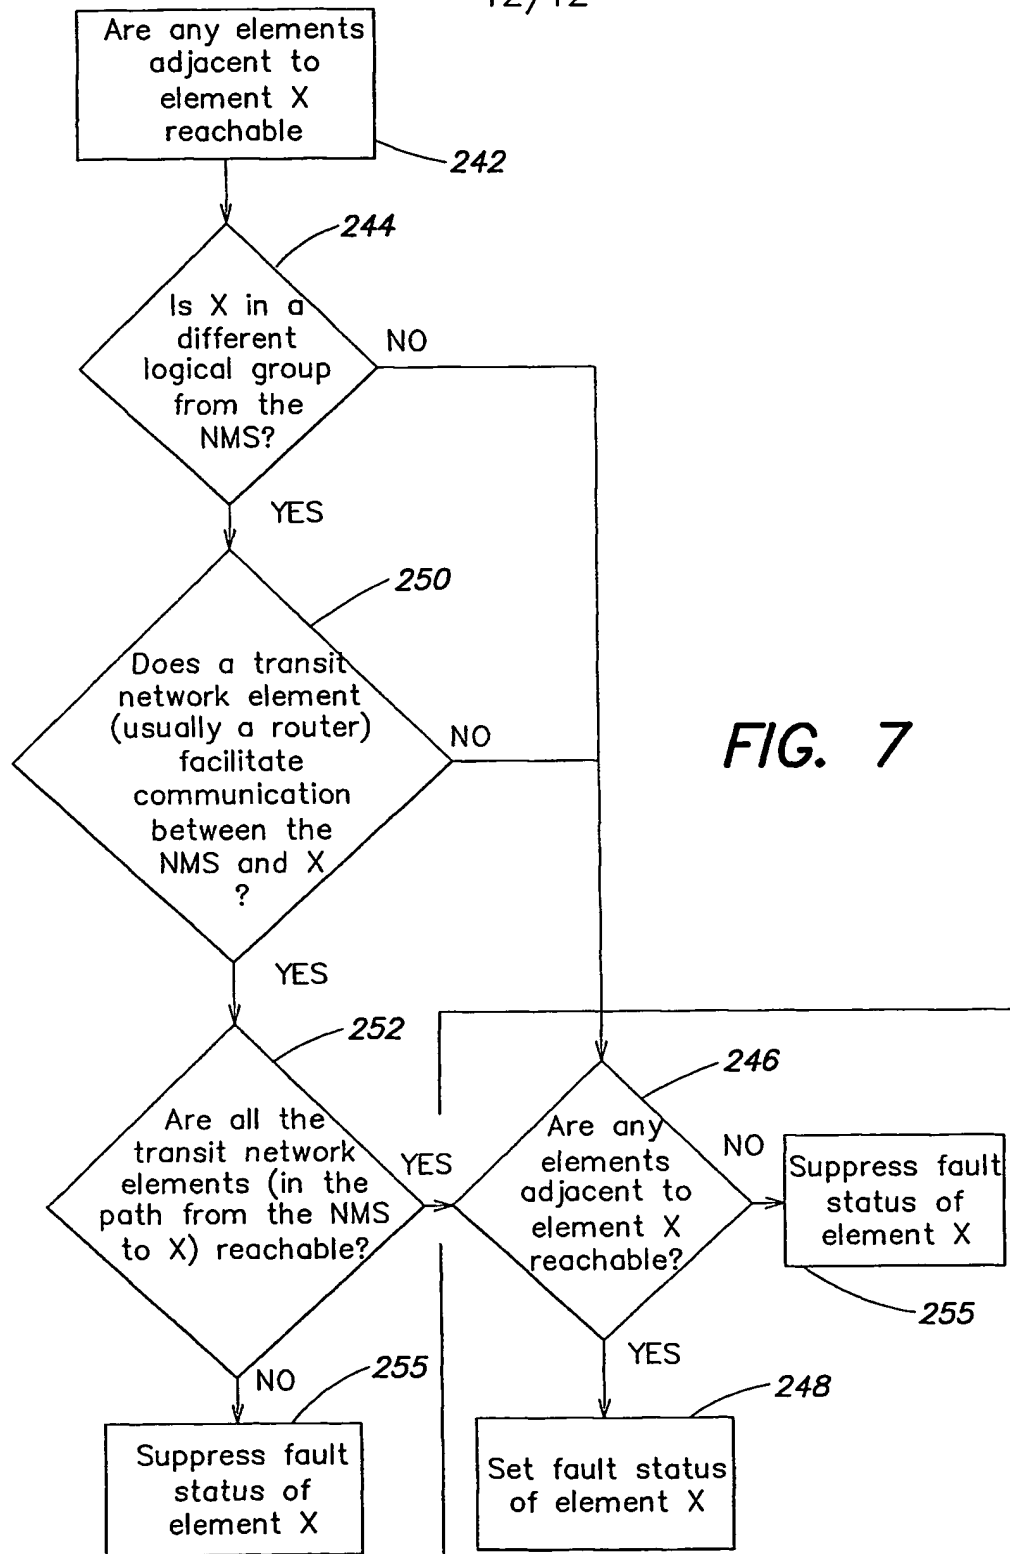 12/12
Are any elements
adjacent to
element X
reachable
242
244
Is X in a
different
logical group
from the
NMS?
NO
YES
250
Does a transit
network element
(usually a router)
facilitate
communication
between the
NMS and X
?
NO
FIG. 7
YES
252
Are all the
transit network
elements (in the
path from the NMS
to X) reachable?
YES
246
Are any
elements
adjacent to
element X
reachable?
NO
Suppress fault
status of
element X
255
YES
248
Set fault status
of element X
NO
255
Suppress fault
status of
element X